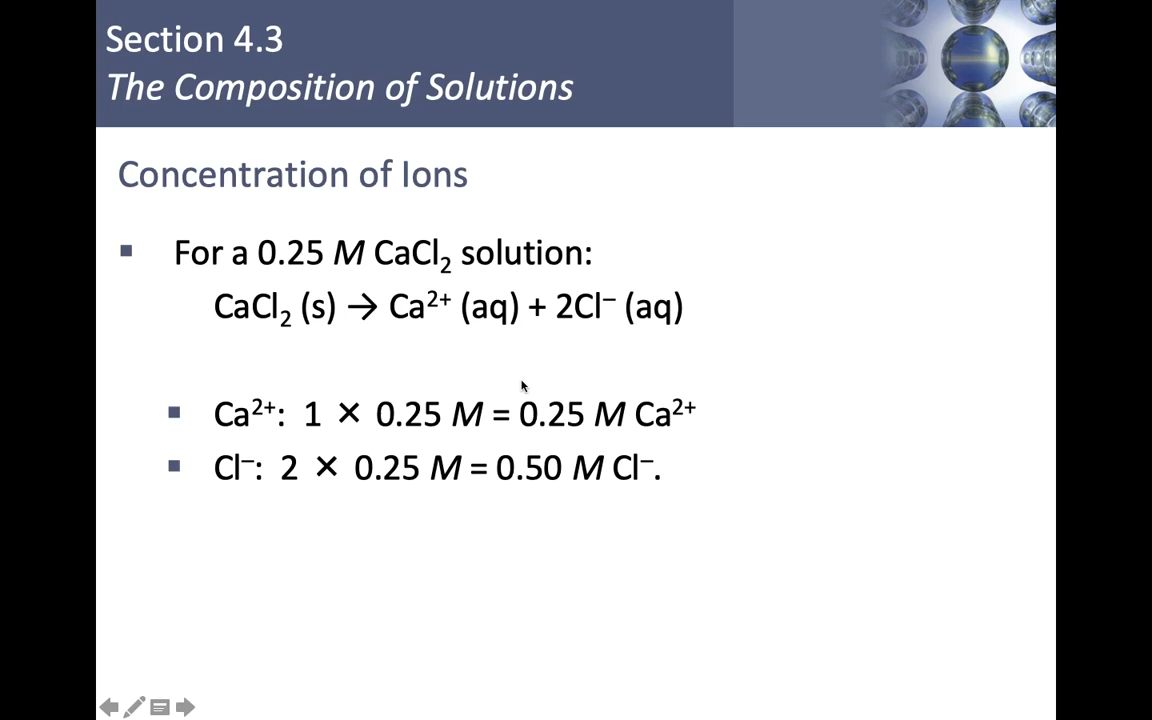 Section 4.3
The Composition of Solutions
Concentration of Ions
▪ For a 0.25 M CaCl₂ solution:
CaCl₂ (s) → Ca²⁺ (aq) + 2Cl⁻ (aq)
▪ Ca²⁺: 1 × 0.25 M = 0.25 M Ca²⁺
▪ Cl⁻: 2 × 0.25 M = 0.50 M Cl⁻.